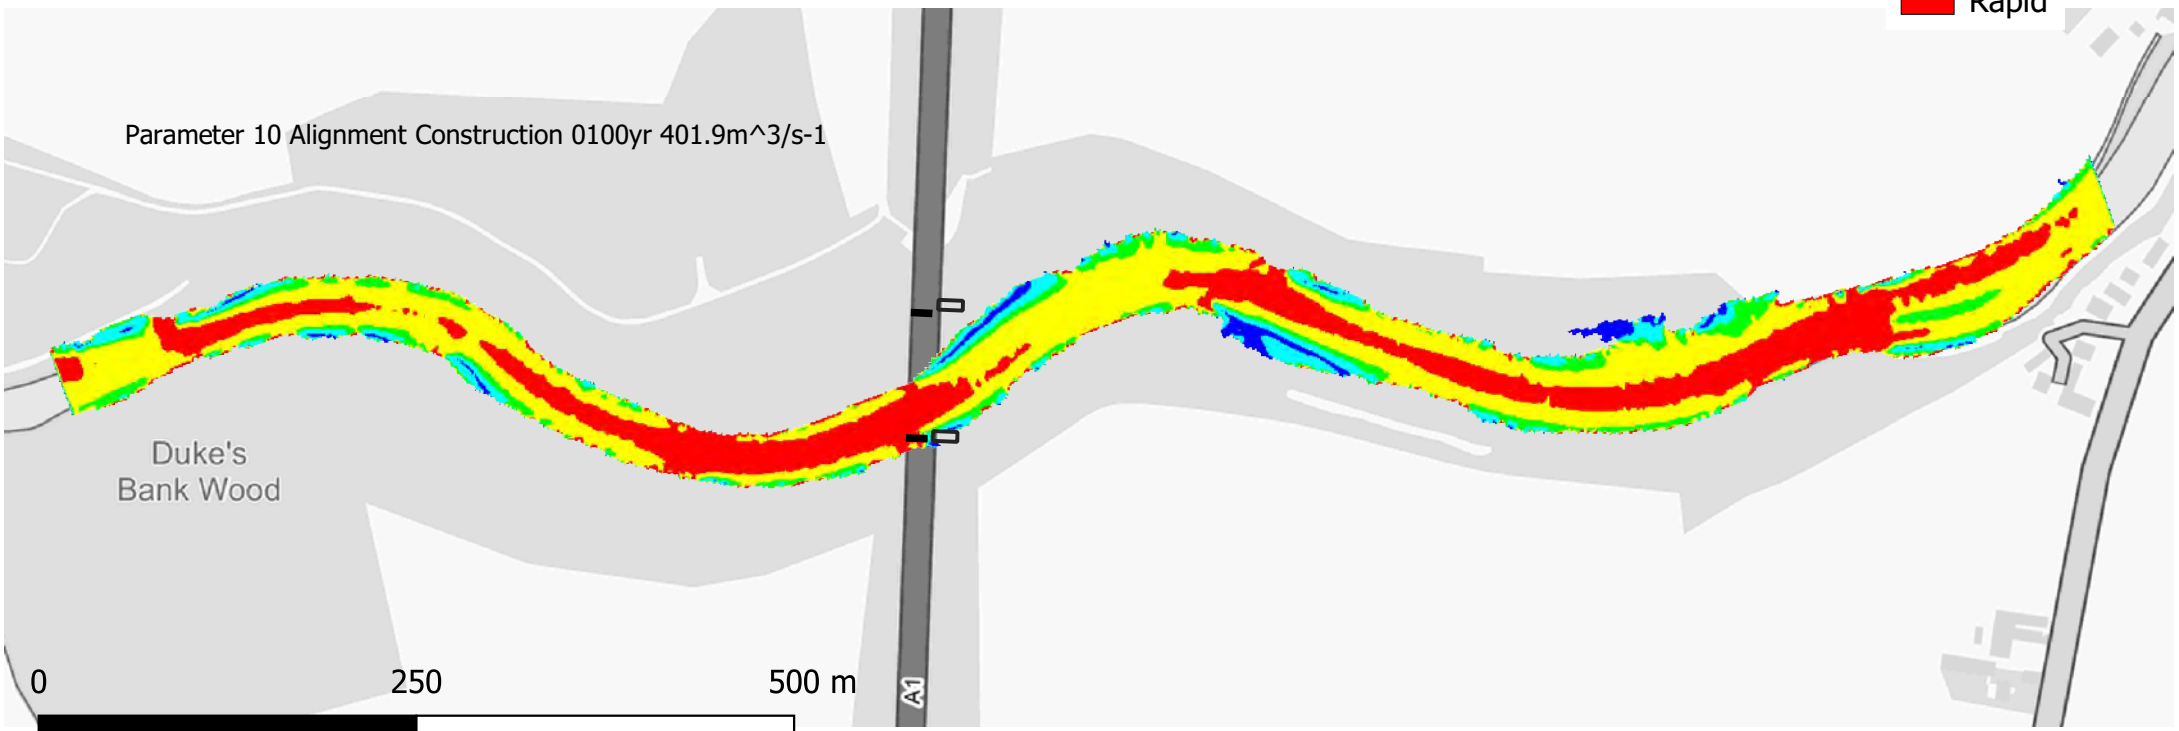 Rapid
Parameter 10 Alignment Construction 0100yr 401.9m^3/s-1
Duke's
Bank Wood
0 250 500 m
A1